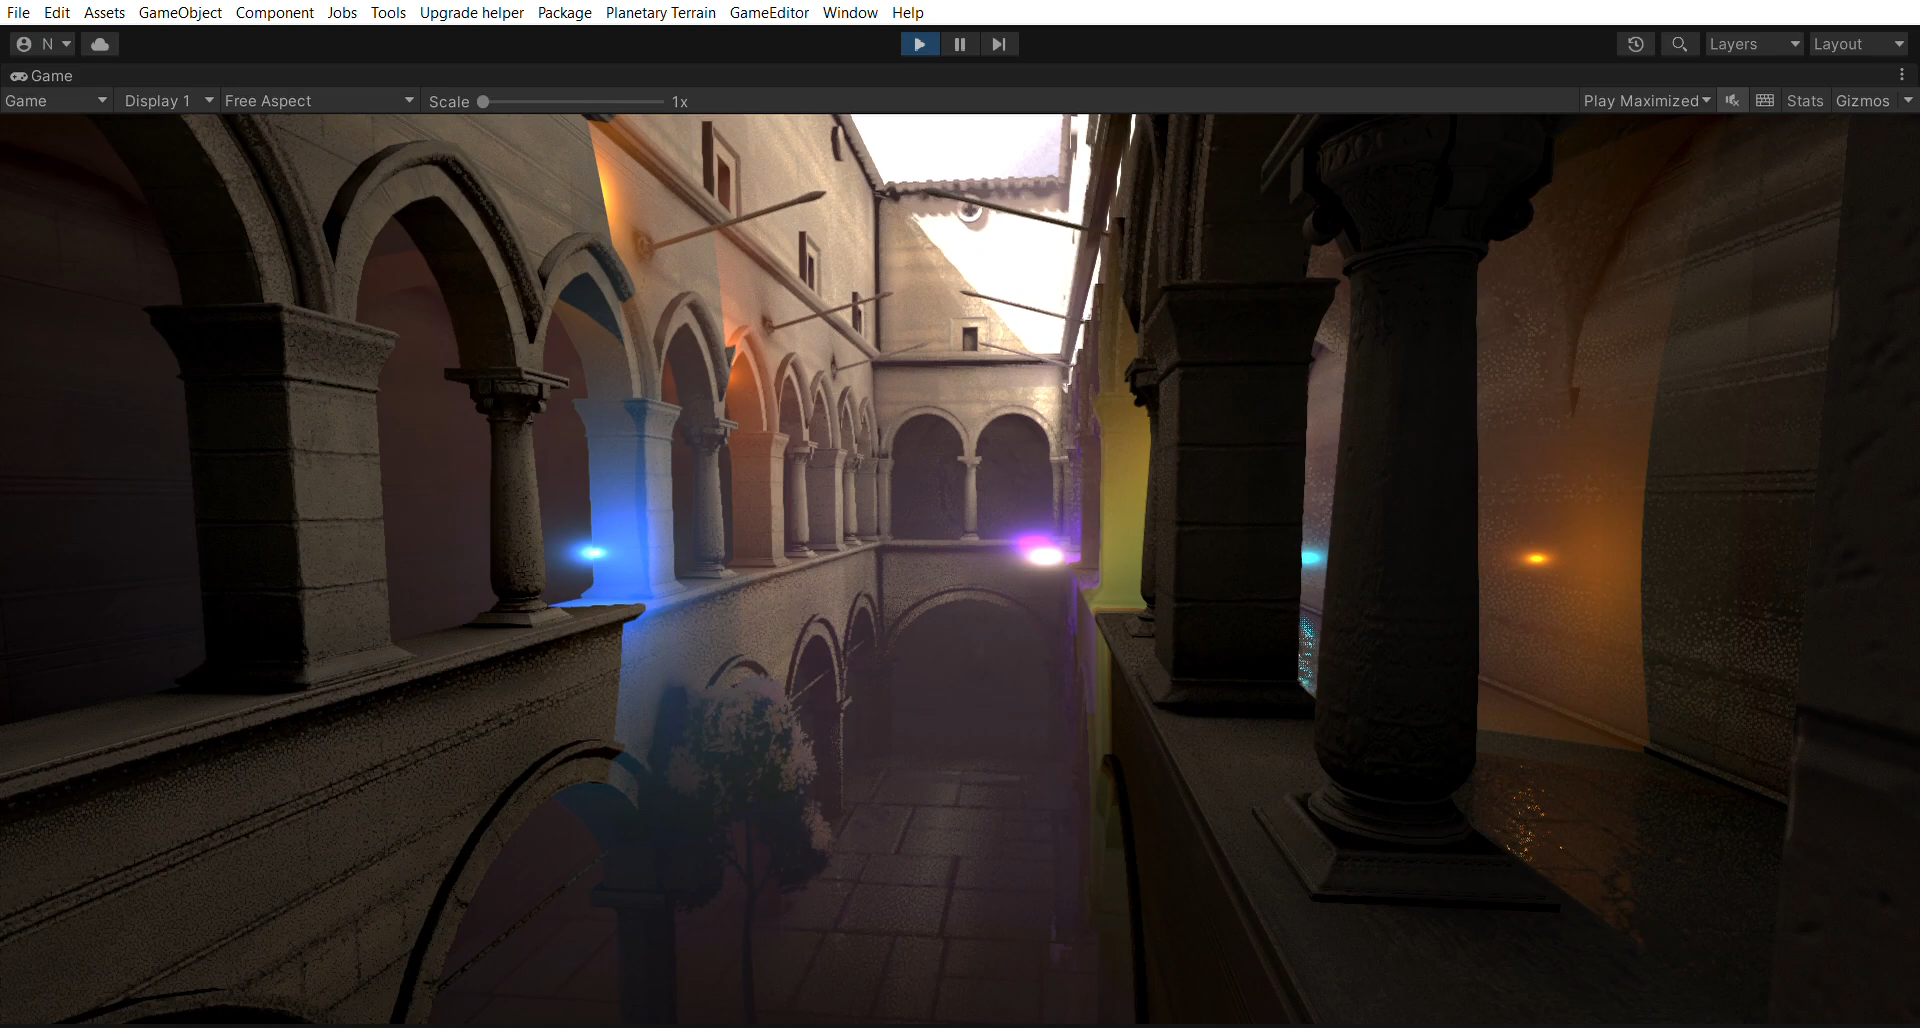 File Edit Assets GameObject Component Jobs Tools Upgrade helper Package Planetary Terrain GameEditor Window Help
N Layers Layout
Game
Game Display 1 Free Aspect Scale 1x Play Maximized Stats Gizmos